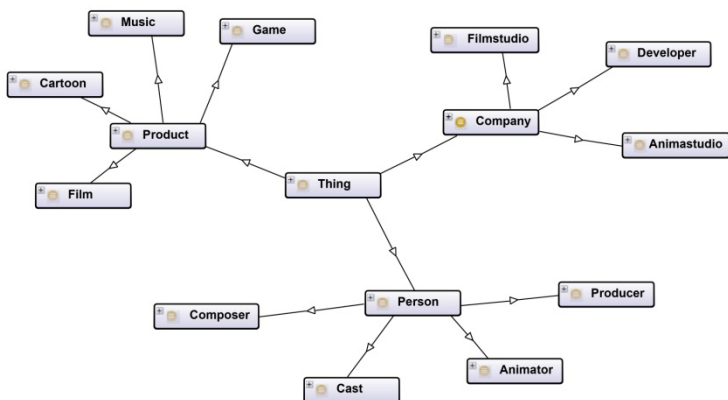 Music
Game
Filmstudio
Developer
Cartoon
Product
Company
Animastudio
Film
Thing
Composer
Person
Producer
Cast
Animator